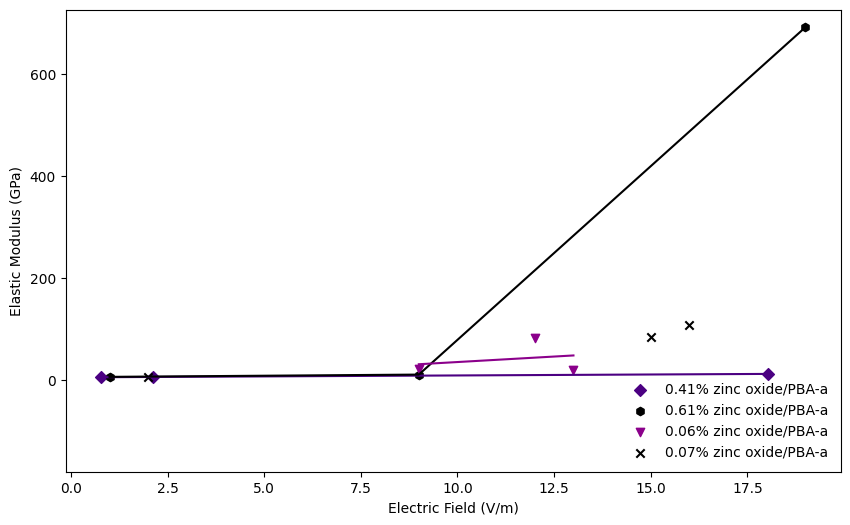 600
400
200
0
Elastic Modulus (GPa)
0.41% zinc oxide/PBA-a
0.61% zinc oxide/PBA-a
0.06% zinc oxide/PBA-a
0.07% zinc oxide/PBA-a
0.0 2.5 5.0 7.5 10.0 12.5 15.0 17.5
Electric Field (V/m)